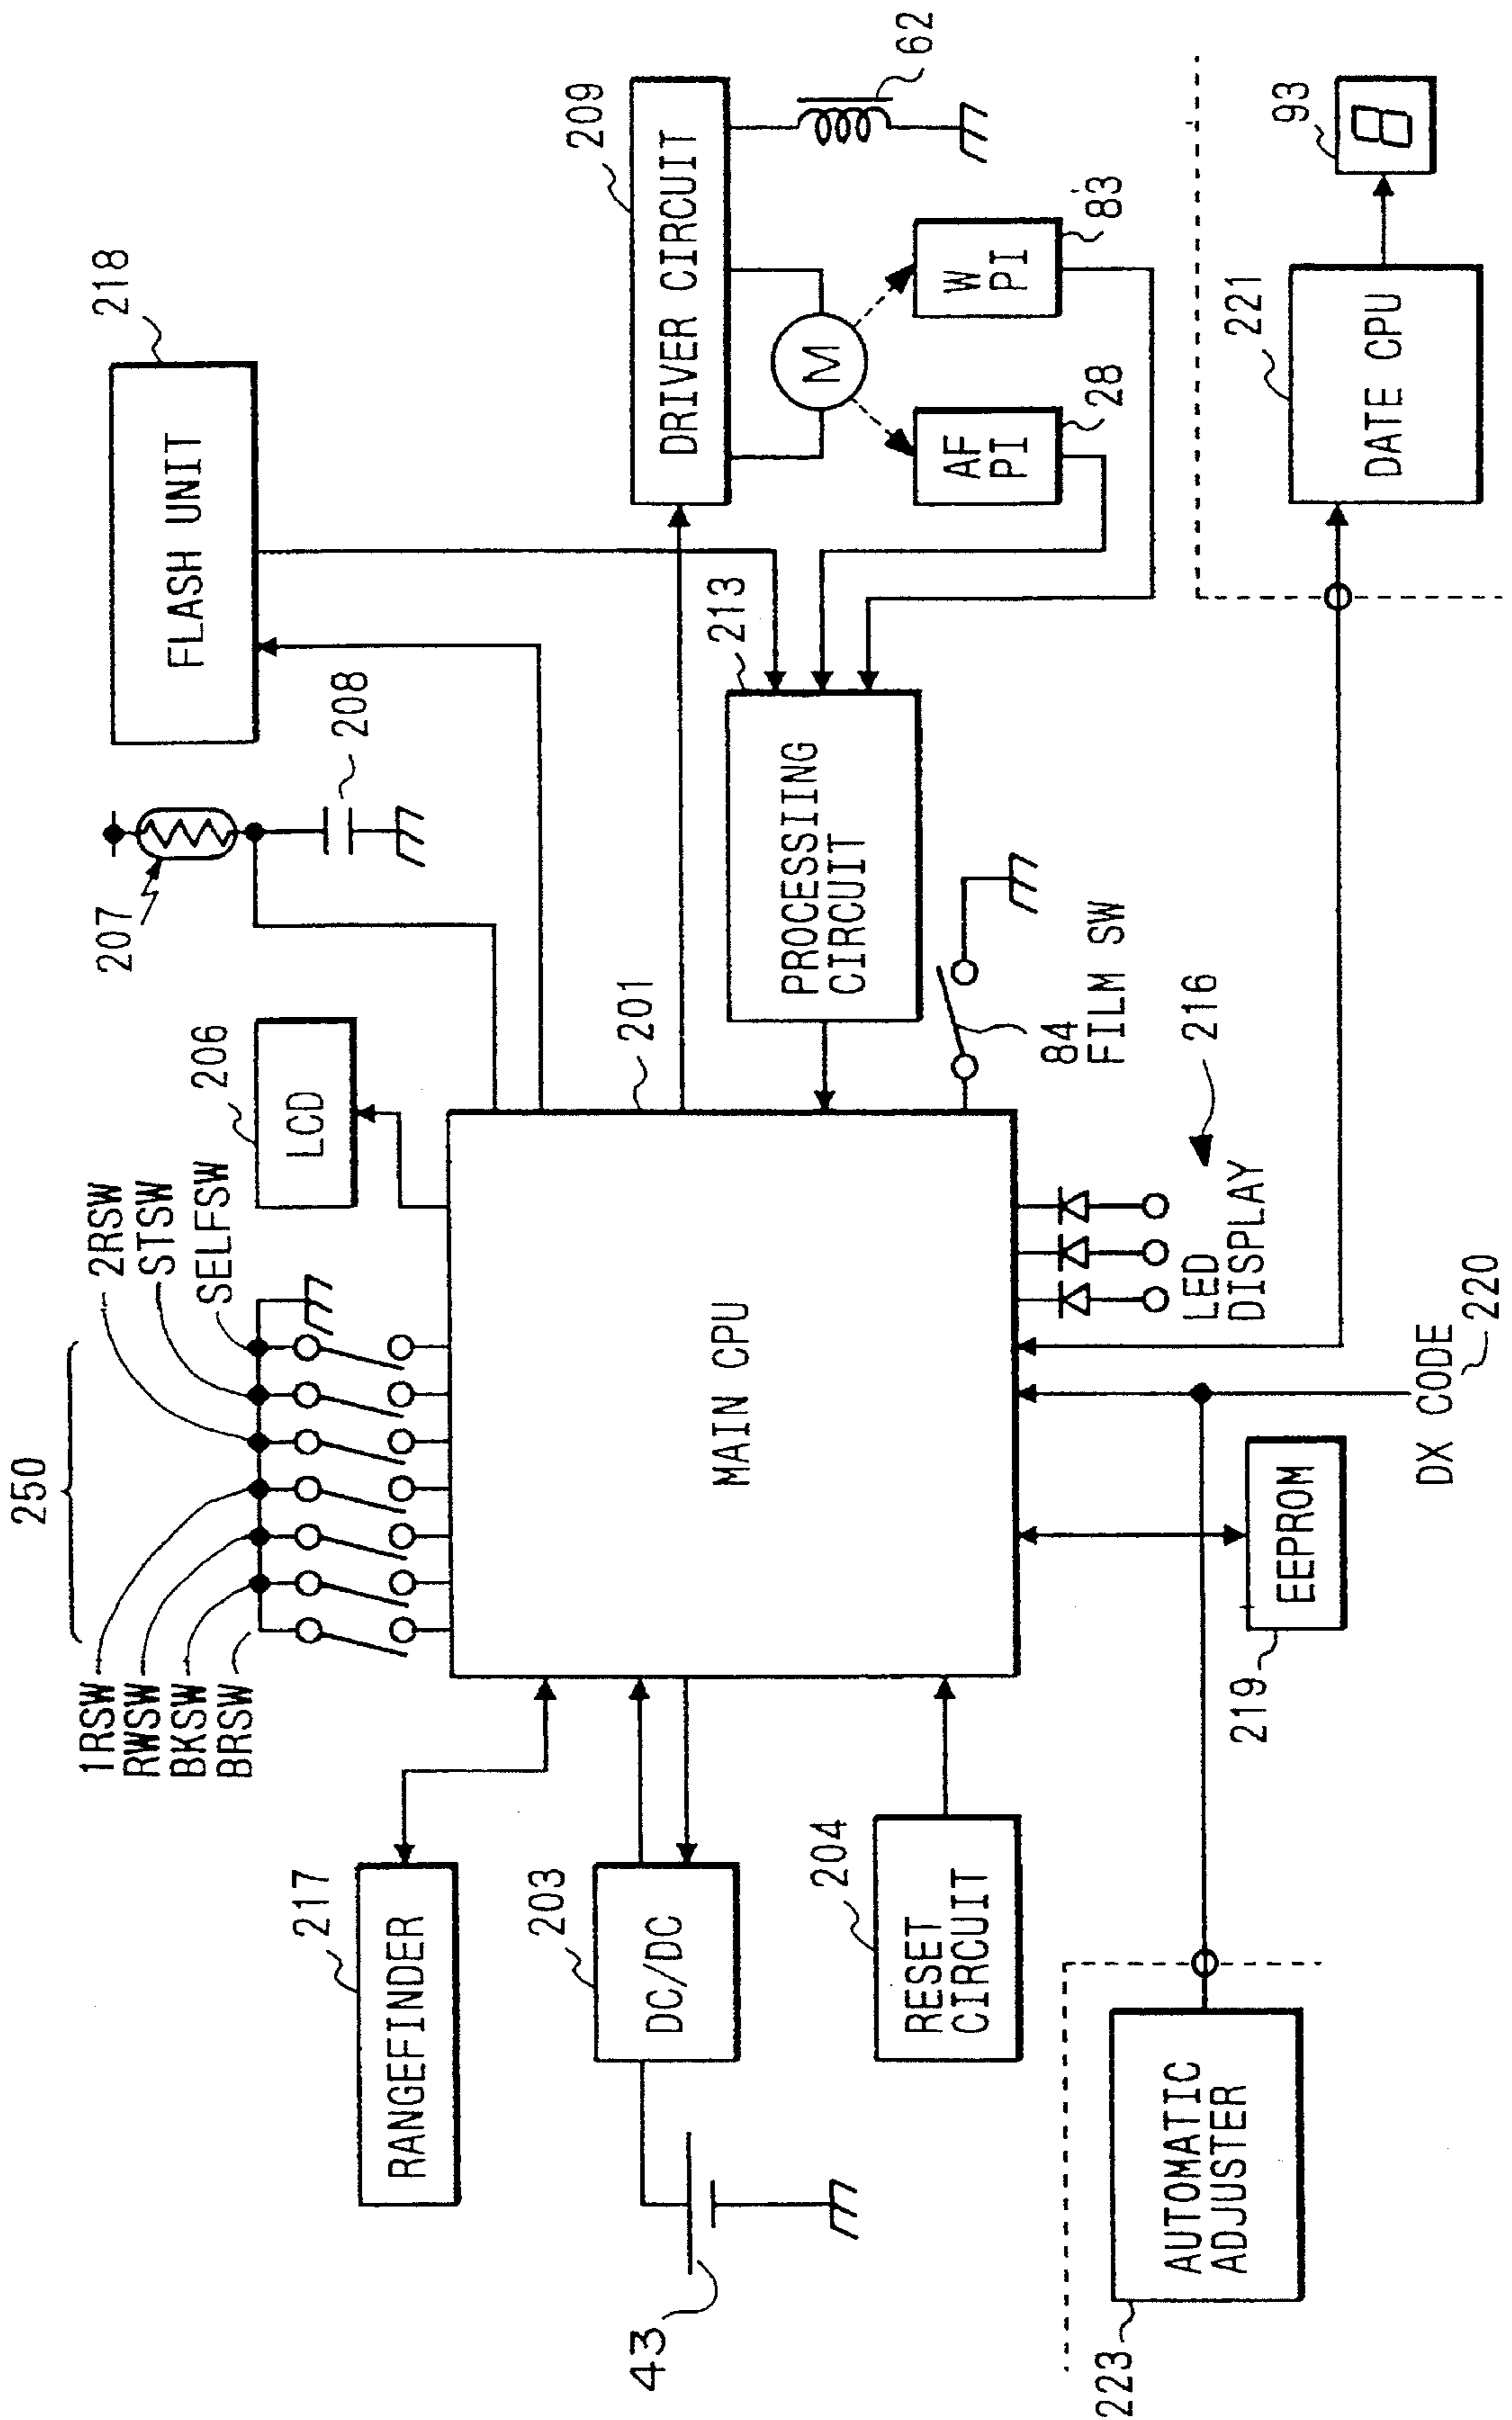 250
1RSW
RWSW
BKSW
BRSW
2RSW
STSW
SELFSW
206
LCD
207
208
218
FLASH UNIT
217
RANGEFINDER
203
DC/DC
43
204
RESET
CIRCUIT
201
MAIN CPU
209
DRIVER CIRCUIT
62
M
W
PI
83
AF
PI
28
213
PROCESSIING
CIRCUIT
84
FILM SW
216
LED
DISPLAY
223
AUTOMATIC
ADJUSTER
219
EEPROM
DX CODE
220
221
DATE CPU
93
8